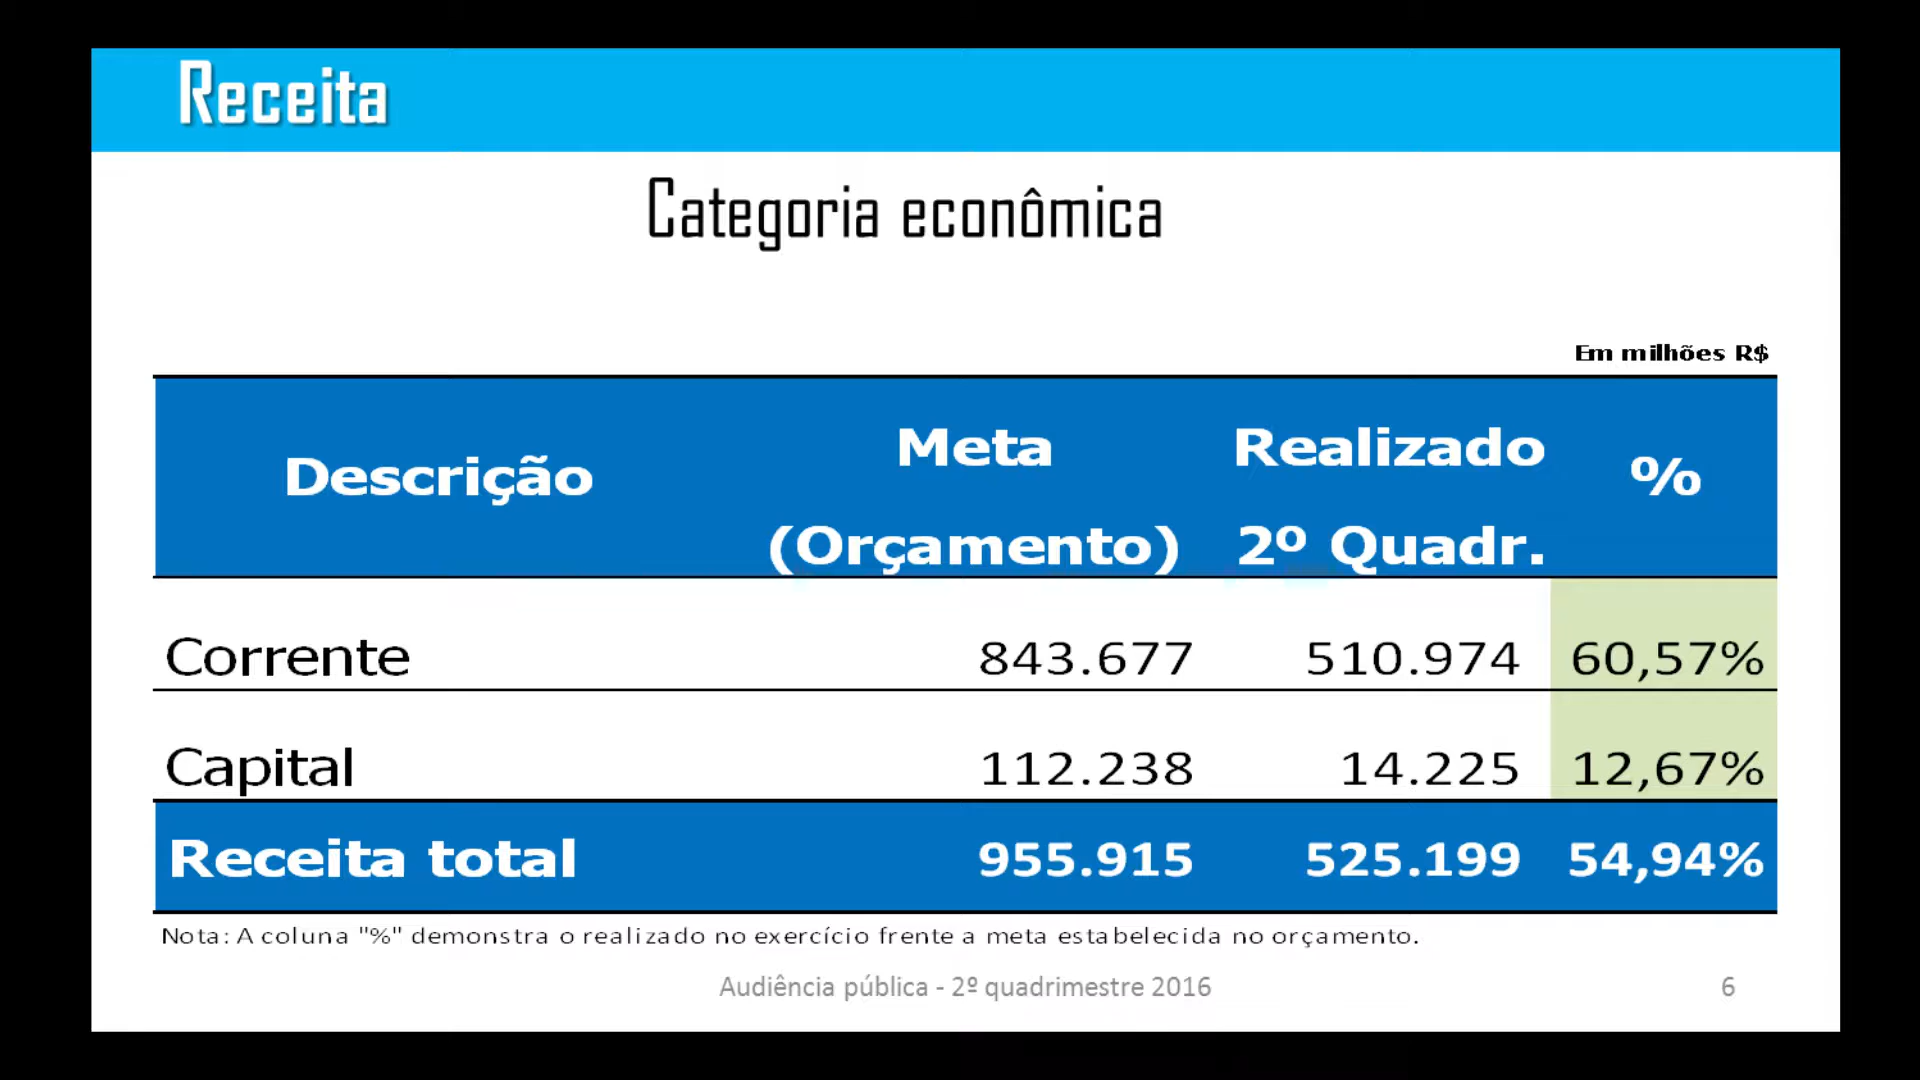 Receita
Categoria econômica
Em milhões R$
Descrição Meta (Orçamento) Realizado 2º Quadr. %
Corrente 843.677 510.974 60,57%
Capital 112.238 14.225 12,67%
Receita total 955.915 525.199 54,94%
Nota: A coluna "%" demonstra o realizado no exercício frente a meta estabelecida no orçamento.
Audiência pública - 2º quadrimestre 2016 6